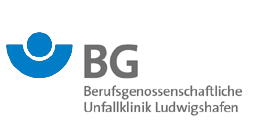 BG
Berufsgenossenschaftliche
Unfallklinik Ludwigshafen